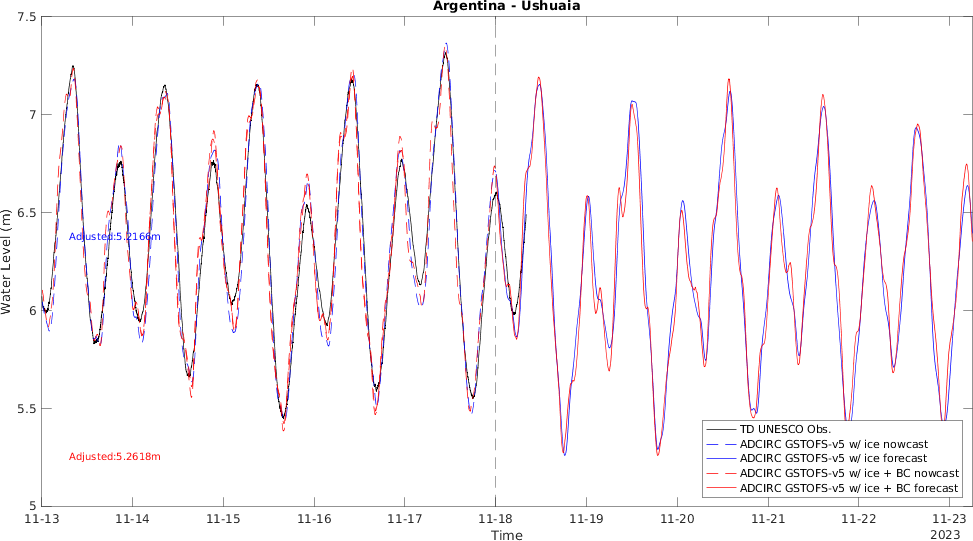 Argentina - Ushuaia
7.5
7
6.5
6
5.5
5
Water Level (m)
Adjusted:5.2166m
Adjusted:5.2618m
TD UNESCO Obs.
ADCIRC GSTOFS-v5 w/ ice nowcast
ADCIRC GSTOFS-v5 w/ ice forecast
ADCIRC GSTOFS-v5 w/ ice + BC nowcast
ADCIRC GSTOFS-v5 w/ ice + BC forecast
11-13 11-14 11-15 11-16 11-17 11-18 11-19 11-20 11-21 11-22 11-23
2023
Time